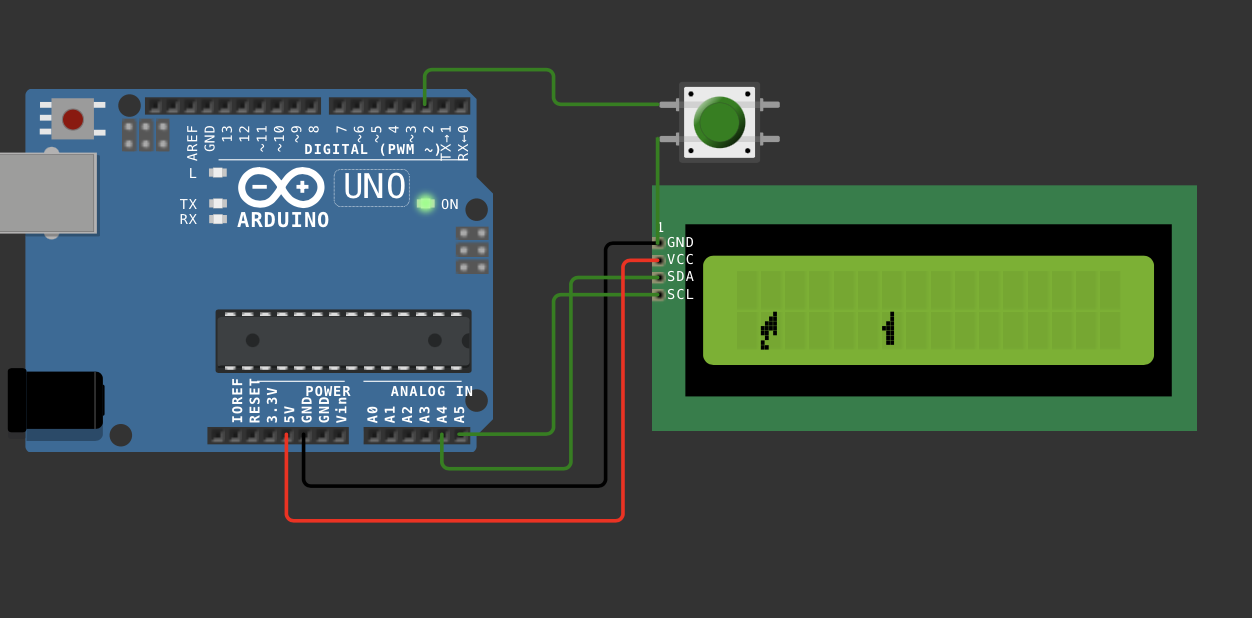 AREF
GND
13
12
~11
~10
~9
8
7
~6
~5
4
~3
2
TX→1
RX←0
DIGITAL (PWM ~)
L
TX
RX
UNO
ON
ARDUINO
1
GND
VCC
SDA
SCL
IOREF
RESET
3.3V
5V
GND
GND
Vin
POWER
ANALOG IN
A0
A1
A2
A3
A4
A5